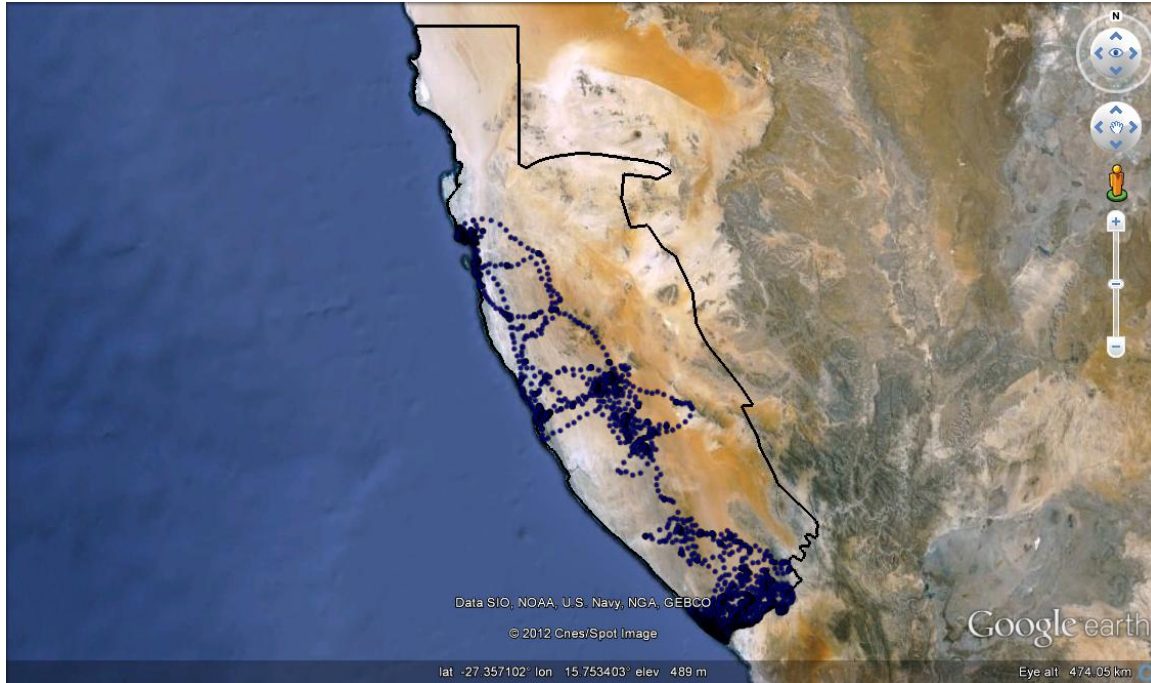 N
Data SIO, NOAA, U.S. Navy, NGA, GEBCO
© 2012 Cnes/Spot Image
Google earth
lat -27.357102° lon 15.753403° elev 489 m
Eye alt 474.05 km